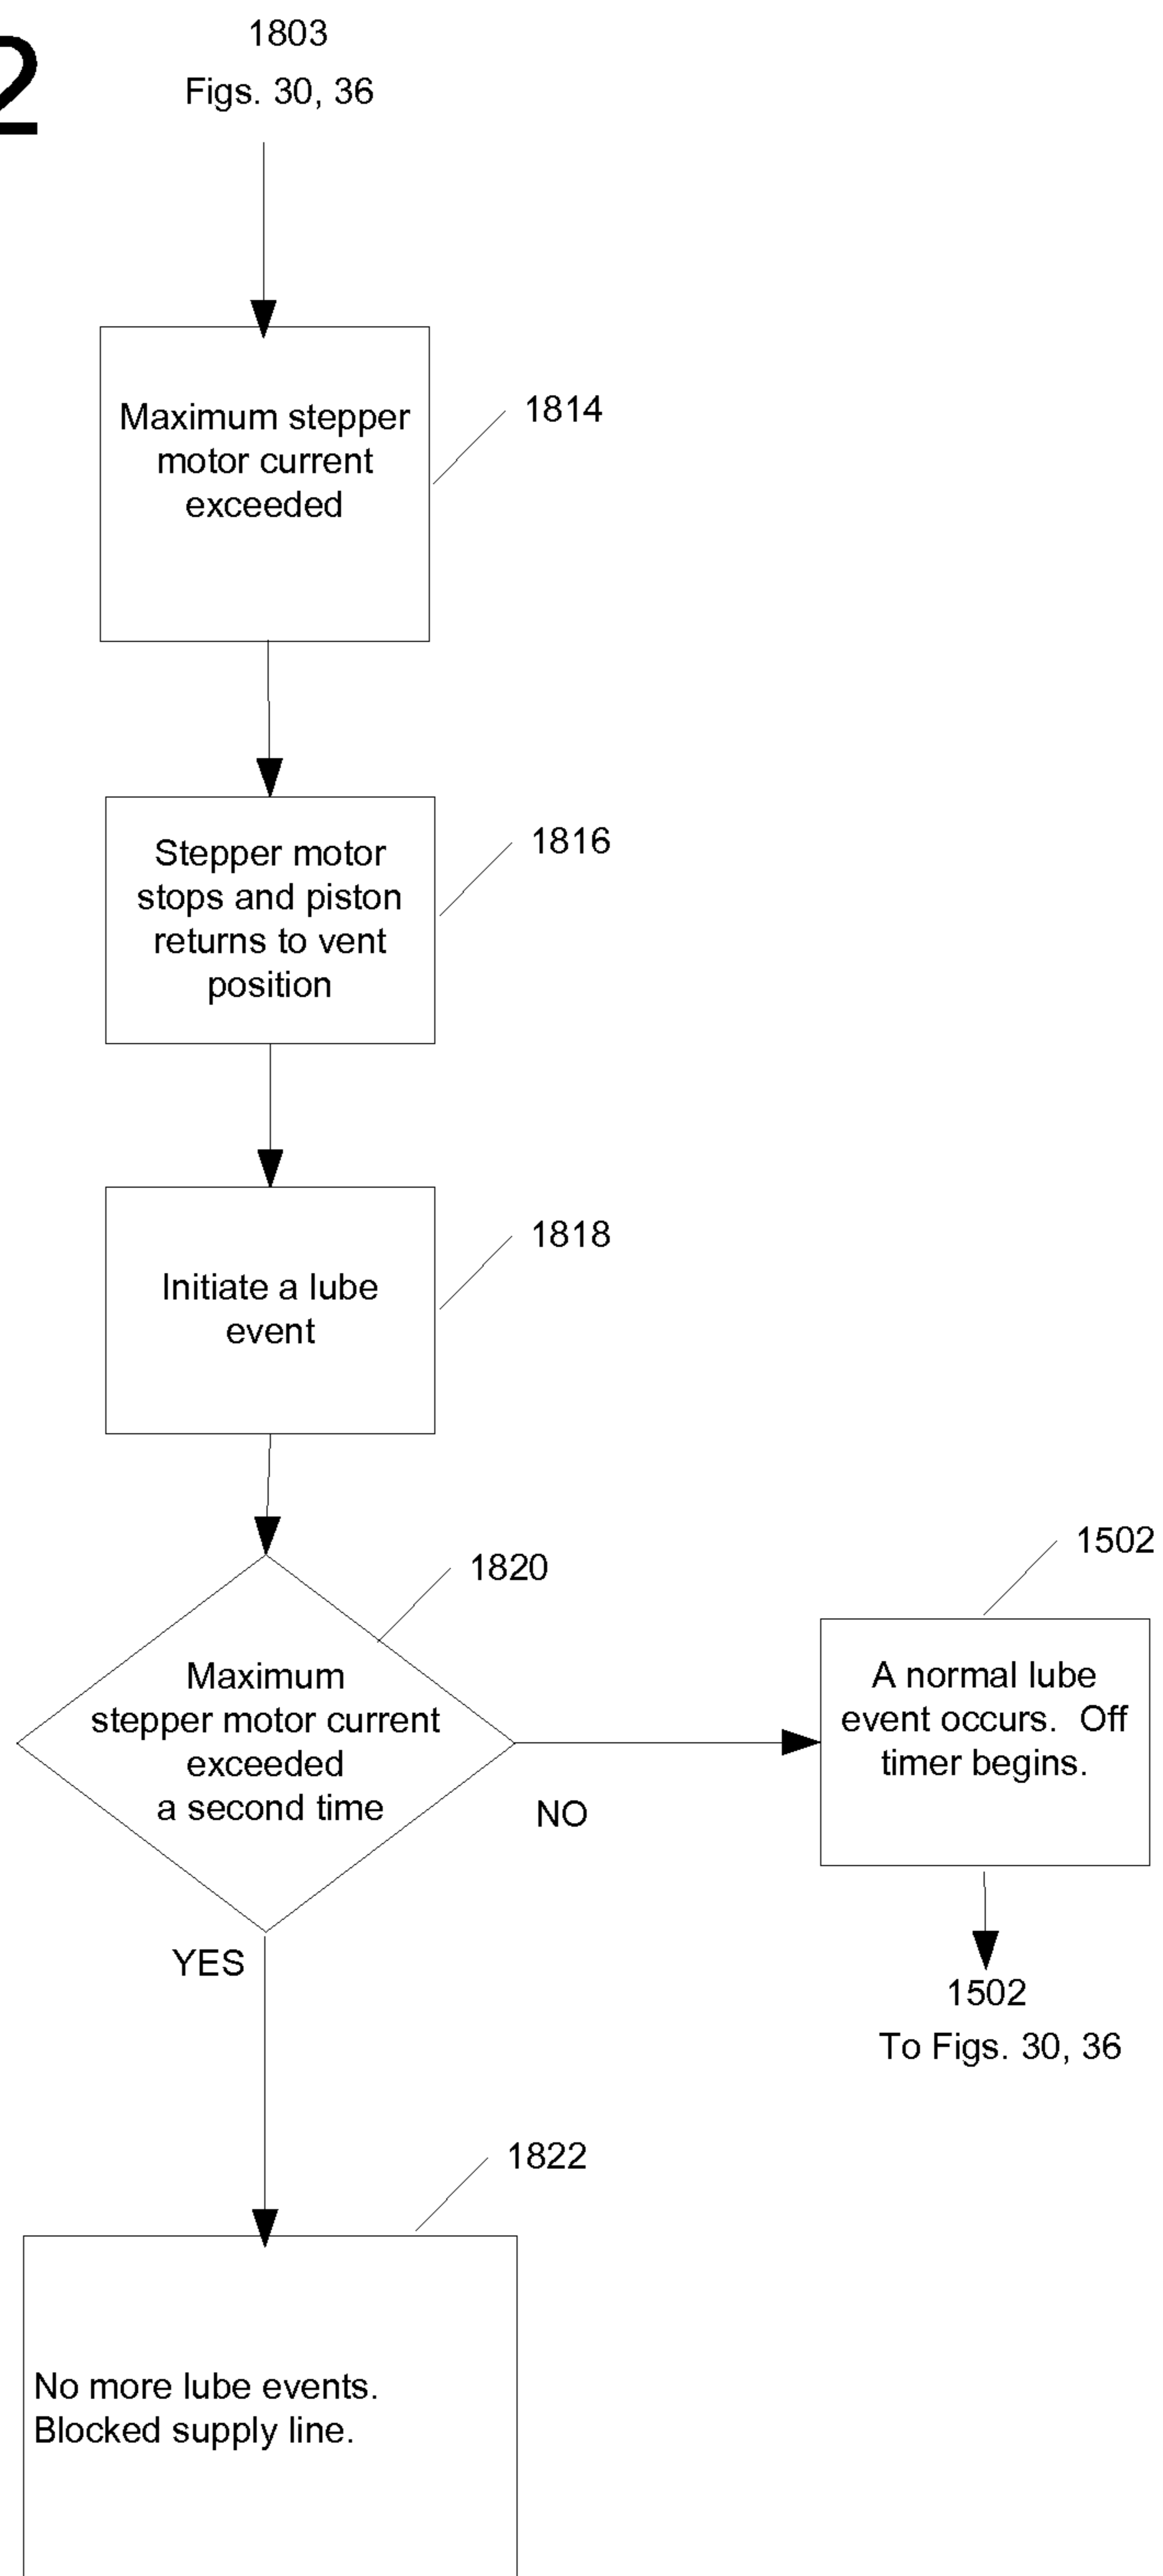 2
1803
Figs. 30, 36
Maximum stepper
motor current
exceeded
1814
Stepper motor
stops and piston
returns to vent
position
1816
Initiate a lube
event
1818
Maximum
stepper motor current
exceeded
a second time
1820
NO
YES
A normal lube
event occurs.  Off
timer begins.
1502
1502
To Figs. 30, 36
1822
No more lube events.
Blocked supply line.